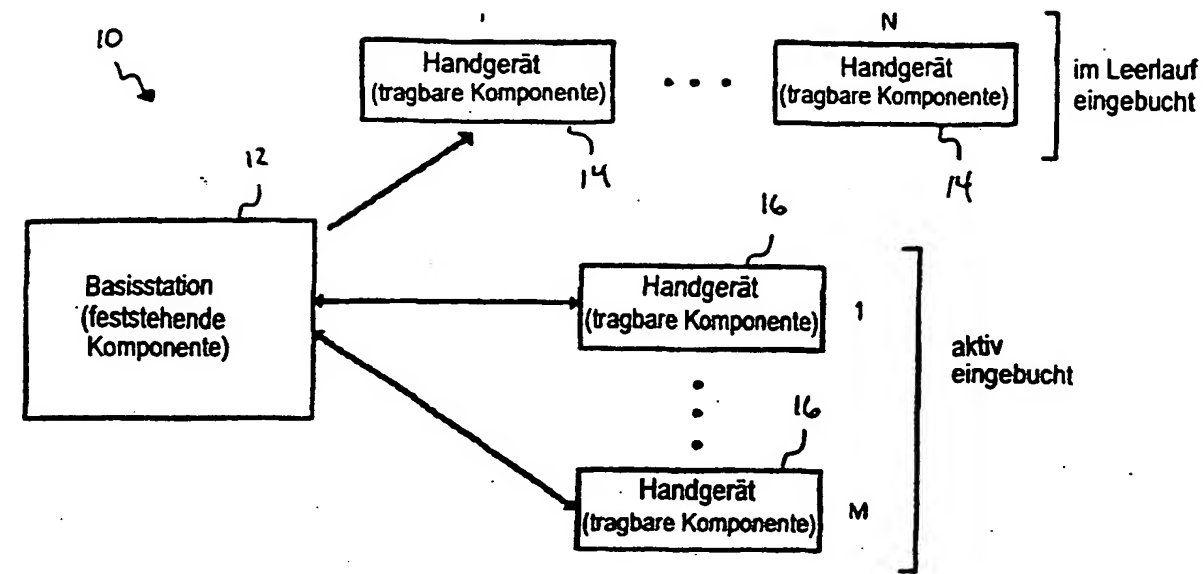 10
N
Handgerät
(tragbare Komponente)
Handgerät
(tragbare Komponente)
im Leerlauf
eingebucht
12
14
14
Basisstation
(feststehende
Komponente)
16
Handgerät
(tragbare Komponente)
1
aktiv
eingebucht
16
Handgerät
(tragbare Komponente)
M